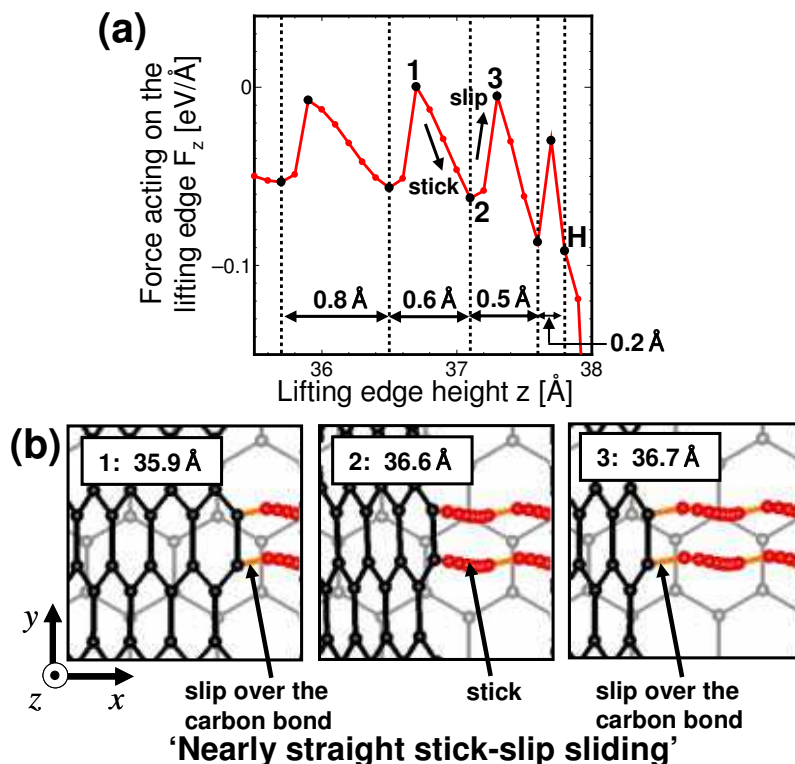 (a)
Force acting on the
lifting edge F_z [eV/Å]
0
−0.1
1
3
slip
stick
2
H
0.8 Å
0.6 Å
0.5 Å
0.2 Å
36
37
38
Lifting edge height z [Å]
(b)
1: 35.9 Å
2: 36.6 Å
3: 36.7 Å
y
z
x
slip over the
carbon bond
stick
slip over the
carbon bond
‘Nearly straight stick-slip sliding’